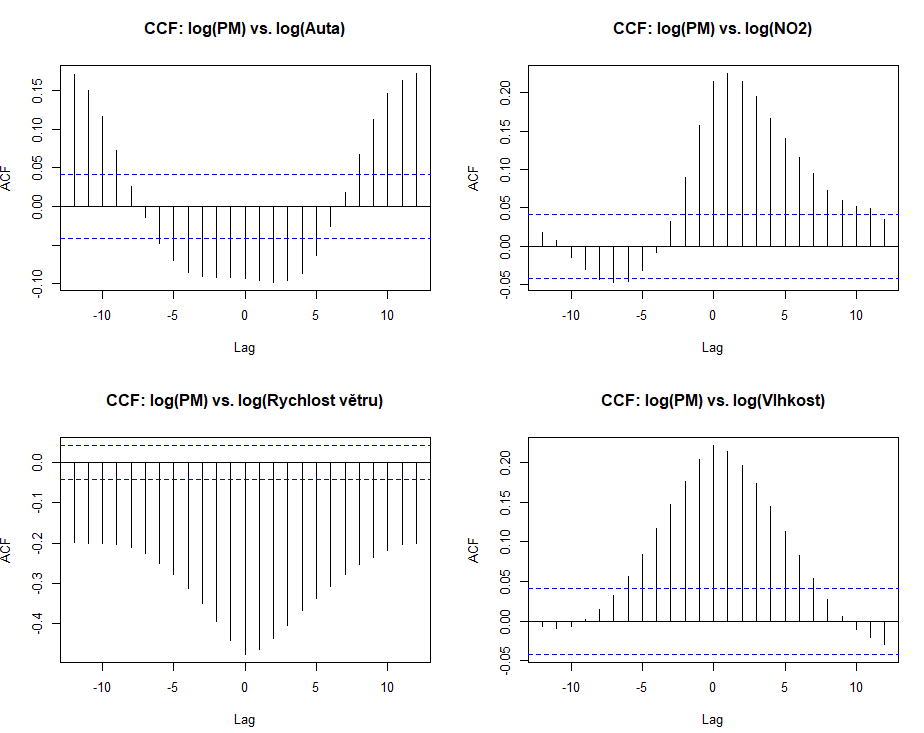 CCF: log(PM) vs. log(Auta)
ACF
0.15
0.10
0.05
0.00
-0.10
-10 -5 0 5 10
Lag
CCF: log(PM) vs. log(NO2)
ACF
0.20
0.15
0.10
0.05
0.00
-0.05
-10 -5 0 5 10
Lag
CCF: log(PM) vs. log(Rychlost větru)
ACF
0.0
-0.1
-0.2
-0.3
-0.4
-10 -5 0 5 10
Lag
CCF: log(PM) vs. log(Vlhkost)
ACF
0.20
0.15
0.10
0.05
0.00
-0.05
-10 -5 0 5 10
Lag